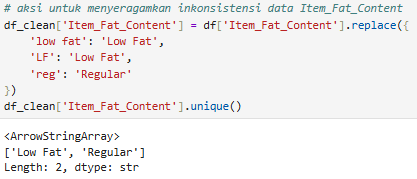 # aksi untuk menyeragamkan inkonsistensi data Item_Fat_Content
df_clean['Item_Fat_Content'] = df['Item_Fat_Content'].replace({
    'low fat': 'Low Fat',
    'LF': 'Low Fat',
    'reg': 'Regular'
})
df_clean['Item_Fat_Content'].unique()
<ArrowStringArray>
['Low Fat', 'Regular']
Length: 2, dtype: str